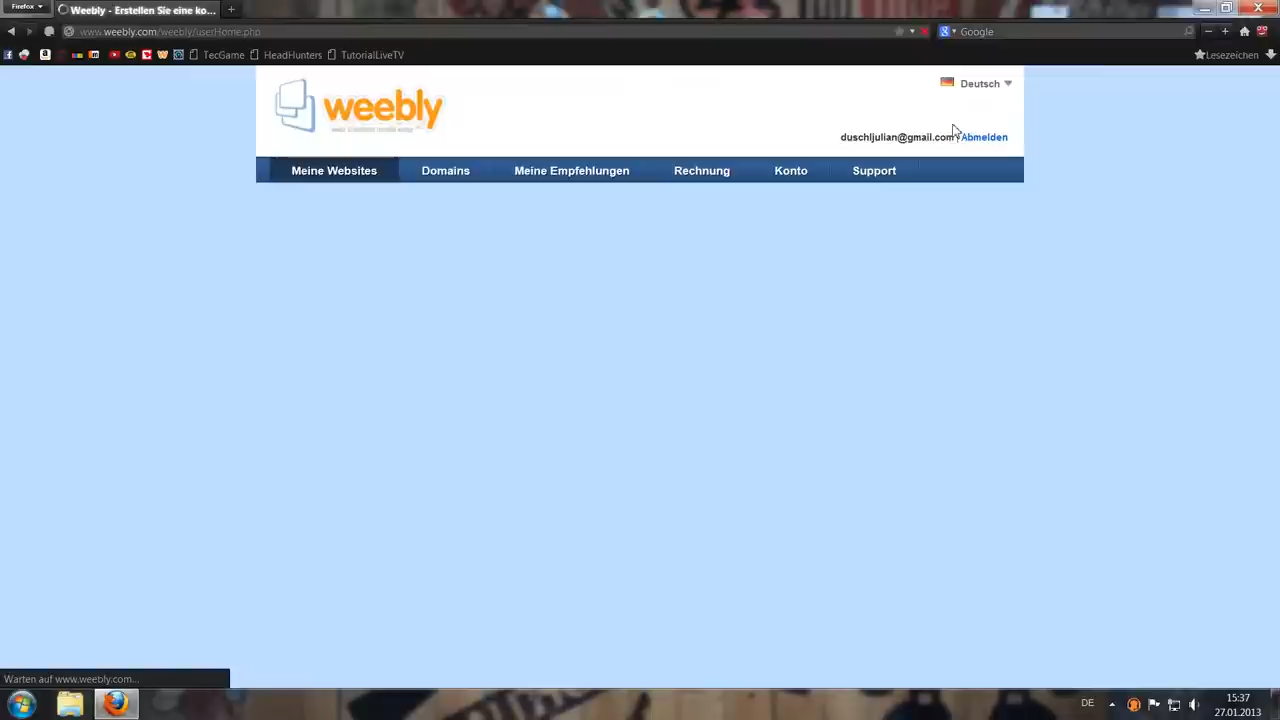 Firefox
Weebly - Erstellen Sie eine ko...
www.weebly.com/weebly/userHome.php
Google
TecGame
HeadHunters
TutorialLiveTV
Lesezeichen
Deutsch
weebly
duschljulian@gmail.com | Abmelden
Meine Websites
Domains
Meine Empfehlungen
Rechnung
Konto
Support
Warten auf www.weebly.com...
DE
15:37
27.01.2013